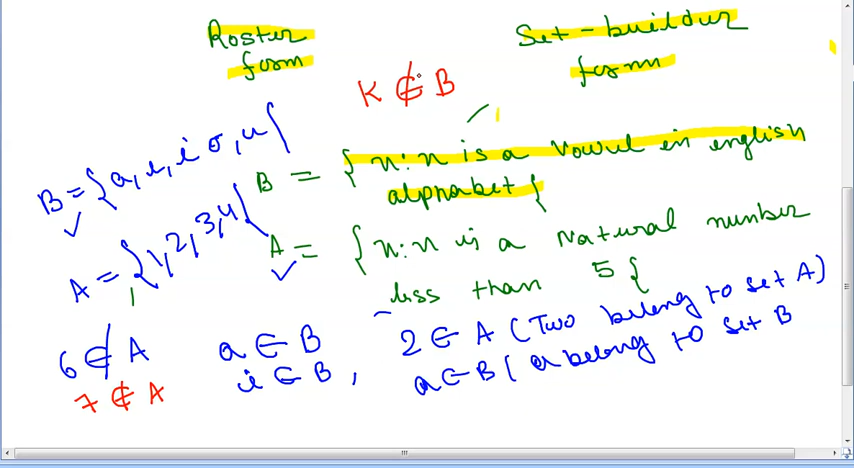 Roster form
Set-builder form
K ∉ B
B = {a, e, i o, u}
B = {x : x is a Vowel in english alphabet}
A = {1, 2, 3, 4}
A = {x : x is a Natural number less than 5}
6 ∉ A
a ∈ B
2 ∈ A (Two belong to set A)
7 ∉ A
i ∈ B,
a ∈ B ( a belong to set B